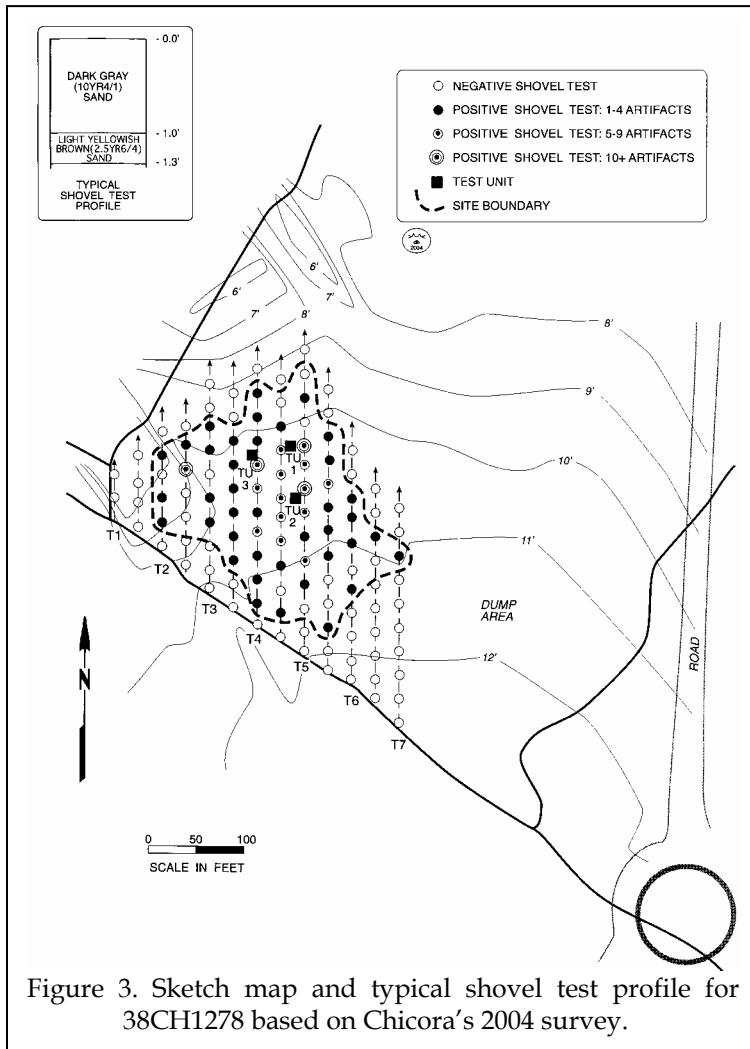 0.0'
DARK GRAY
(10YR4/1)
SAND
1.0'
LIGHT YELLOWISH
BROWN(2.5YR6/4)
SAND
1.3'
TYPICAL
SHOVEL TEST
PROFILE
NEGATIVE SHOVEL TEST
POSITIVE SHOVEL TEST: 1-4 ARTIFACTS
POSITIVE SHOVEL TEST: 5-9 ARTIFACTS
POSITIVE SHOVEL TEST: 10+ ARTIFACTS
TEST UNIT
SITE BOUNDARY
2004
6'
6'
7'
7'
8'
8'
9'
10'
11'
12'
TU
1
TU
3
TU
2
T1
T2
T3
T4
T5
T6
T7
DUMP
AREA
ROAD
N
0 50 100
SCALE IN FEET
Figure 3. Sketch map and typical shovel test profile for
38CH1278 based on Chicora's 2004 survey.